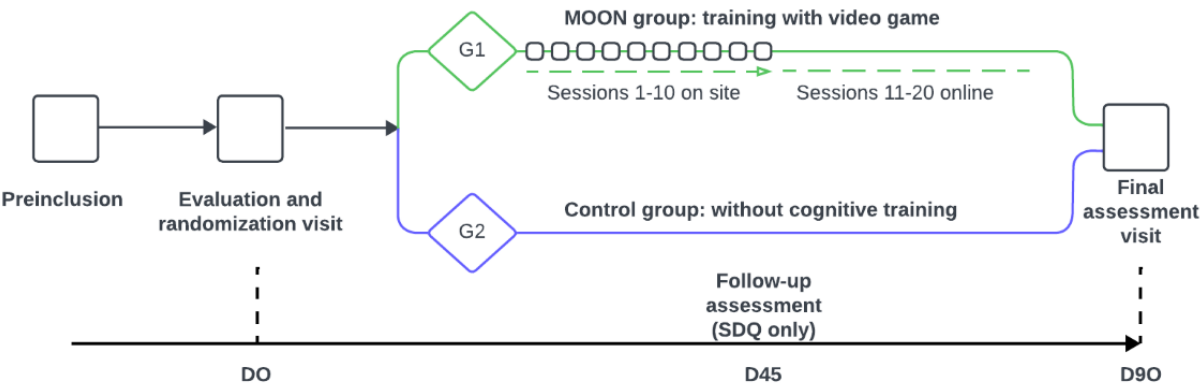 MOON group: training with video game
G1
Sessions 1-10 on site
Sessions 11-20 online
Preinclusion
Evaluation and
randomization visit
Control group: without cognitive training
G2
Final
assessment
visit
Follow-up
assessment
(SDQ only)
DO
D45
D9O